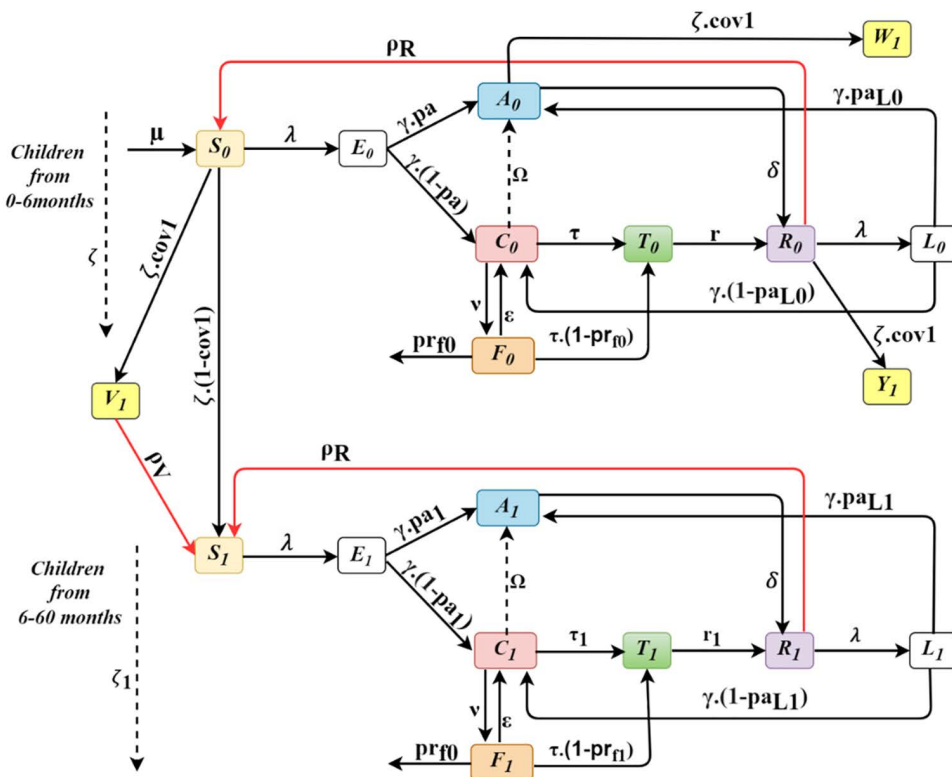 ζ.cov1
W₁
ρR
A₀
γ.paL0
γ.pa
μ
S₀
λ
E₀
Children
from
0-6months
ζ
Ω
δ
γ.(1-pa)
C₀
τ
T₀
r
R₀
λ
L₀
ζ.cov1
ζ.(1-cov1)
γ.(1-paL0)
ν
ε
prf0
F₀
τ.(1-prf0)
ζ.cov1
V₁
Y₁
ρV
ρR
A₁
γ.paL1
γ.pa1
S₁
λ
E₁
Children
from
6-60 months
ζ₁
Ω
δ
γ.(1-pa1)
C₁
τ₁
T₁
r₁
R₁
λ
L₁
γ.(1-paL1)
ν
ε
prf0
F₁
τ.(1-prf1)